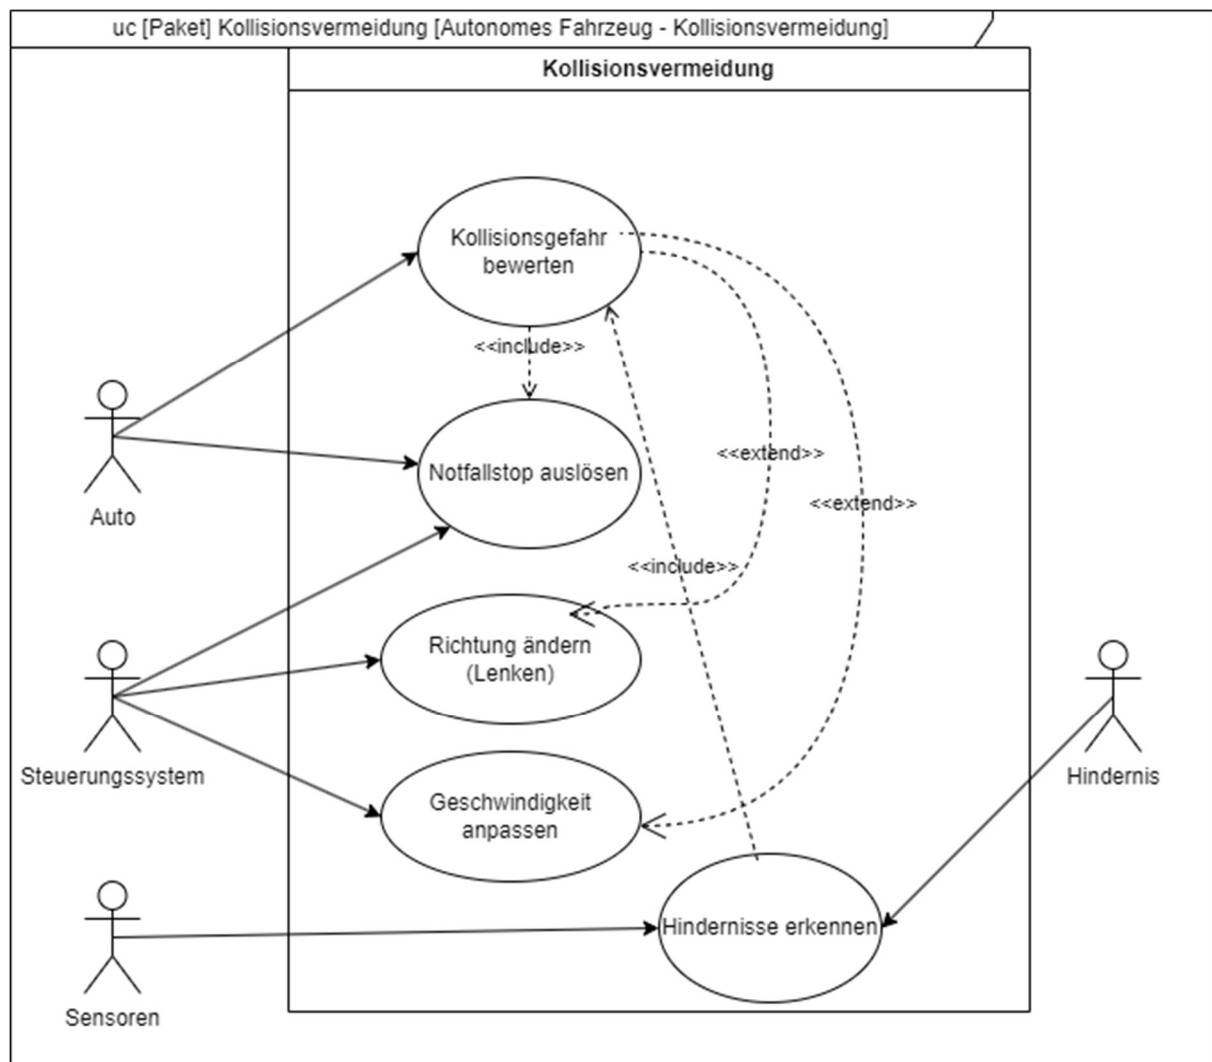 uc [Paket] Kollisionsvermeidung [Autonomes Fahrzeug - Kollisionsvermeidung]
Kollisionsvermeidung
Kollisionsgefahr
bewerten
<<include>>
Notfallstop auslösen
<<extend>>
<<extend>>
Auto
<<include>>
Richtung ändern
(Lenken)
Steuerungssystem
Hindernis
Geschwindigkeit
anpassen
Hindernisse erkennen
Sensoren